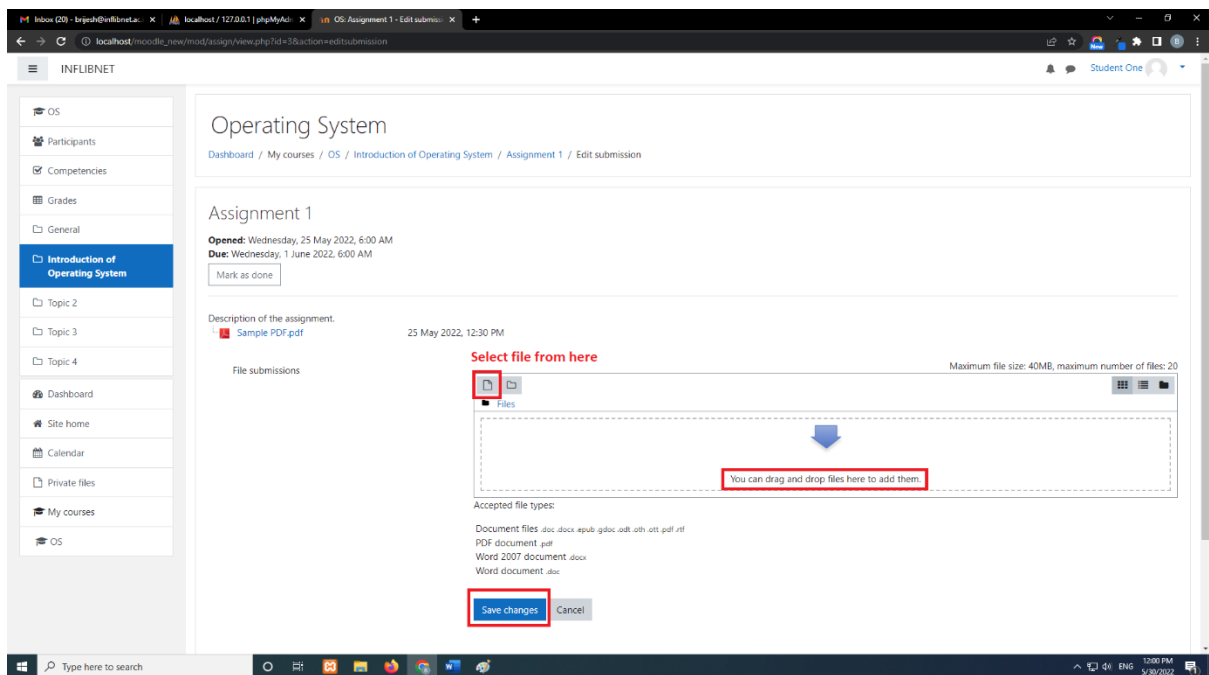 Inbox (20) - brijesh@inflibnet.ac.i
localhost / 127.0.0.1 | phpMyAdm
OS: Assignment 1 - Edit submissi
localhost/moodle_new/mod/assign/view.php?id=3&action=editsubmission
New
B
INFLIBNET
Student One
OS
Participants
Competencies
Grades
General
Introduction of
Operating System
Topic 2
Topic 3
Topic 4
Dashboard
Site home
Calendar
Private files
My courses
OS
Operating System
Dashboard / My courses / OS / Introduction of Operating System / Assignment 1 / Edit submission
Assignment 1
Opened: Wednesday, 25 May 2022, 6:00 AM
Due: Wednesday, 1 June 2022, 6:00 AM
Mark as done
Description of the assignment.
Sample PDF.pdf 25 May 2022, 12:30 PM
Select file from here
File submissions
Maximum file size: 40MB, maximum number of files: 20
Files
You can drag and drop files here to add them.
Accepted file types:
Document files .doc .docx .epub .gdoc .odt .oth .ott .pdf .rtf
PDF document .pdf
Word 2007 document .docx
Word document .doc
Save changes Cancel
Type here to search
ENG
12:00 PM
5/30/2022